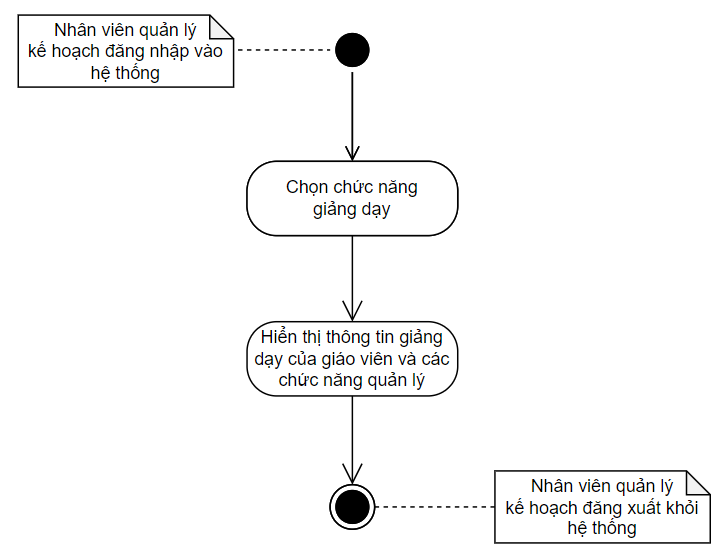 Nhân viên quản lý
kế hoạch đăng nhập vào
hệ thống
Chọn chức năng
giảng dạy
Hiển thị thông tin giảng
dạy của giáo viên và các
chức năng quản lý
Nhân viên quản lý
kế hoạch đăng xuất khỏi
hệ thống